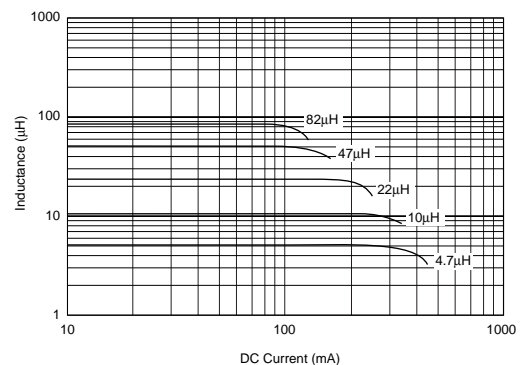 1000
100
10
1
Inductance (μH)
82μH
47μH
22μH
10μH
4.7μH
10
100
1000
DC Current (mA)